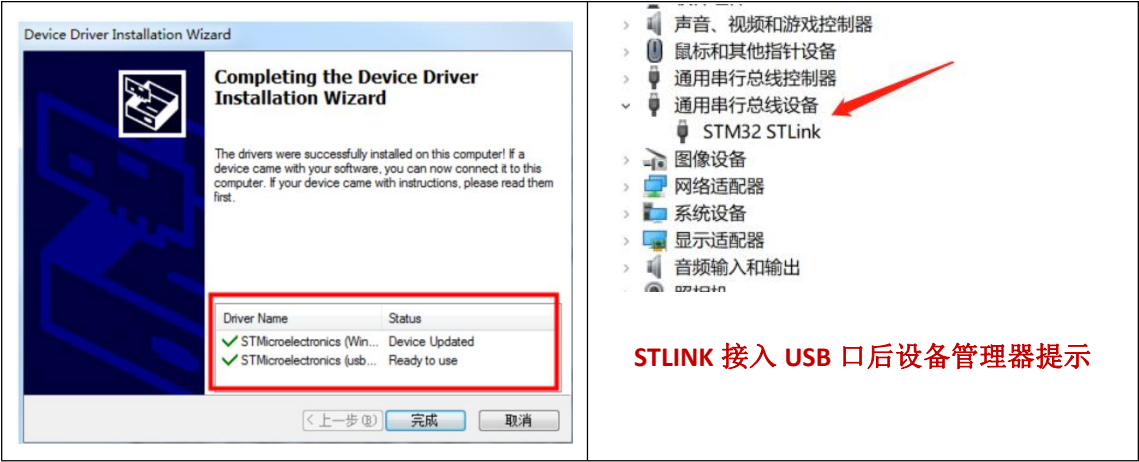 Device Driver Installation Wizard
Completing the Device Driver
Installation Wizard
The drivers were successfully installed on this computer! If a
device came with your software, you can now connect it to this
computer. If your device came with instructions, please read them
first.
Driver Name Status
STMicroelectronics (Win... Device Updated
STMicroelectronics (usb... Ready to use
< 上一步(B) 完成 取消
声音、视频和游戏控制器
鼠标和其他指针设备
通用串行总线控制器
通用串行总线设备
STM32 STLink
图像设备
网络适配器
系统设备
显示适配器
音频输入和输出
STLINK 接入 USB 口后设备管理器提示